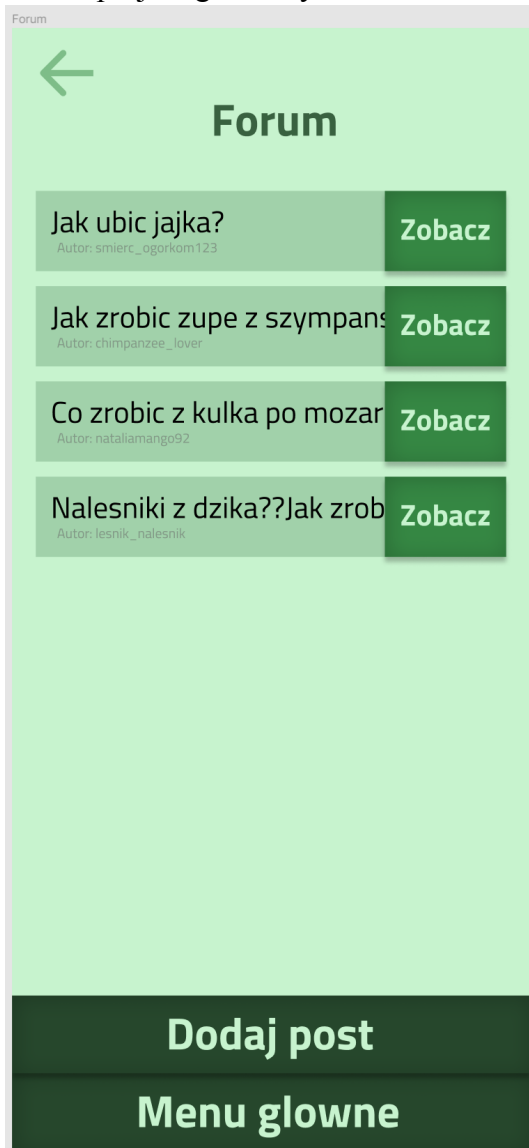 Forum
Forum
Jak ubic jajka?
Zobacz
Autor: smierc_ogorkom123
Jak zrobic zupe z szympans
Zobacz
Autor: chimpanzee_lover
Co zrobic z kulka po mozar
Zobacz
Autor: nataliamango92
Nalesniki z dzika??Jak zrob
Zobacz
Autor: lesnik_nalesnik
Dodaj post
Menu glowne